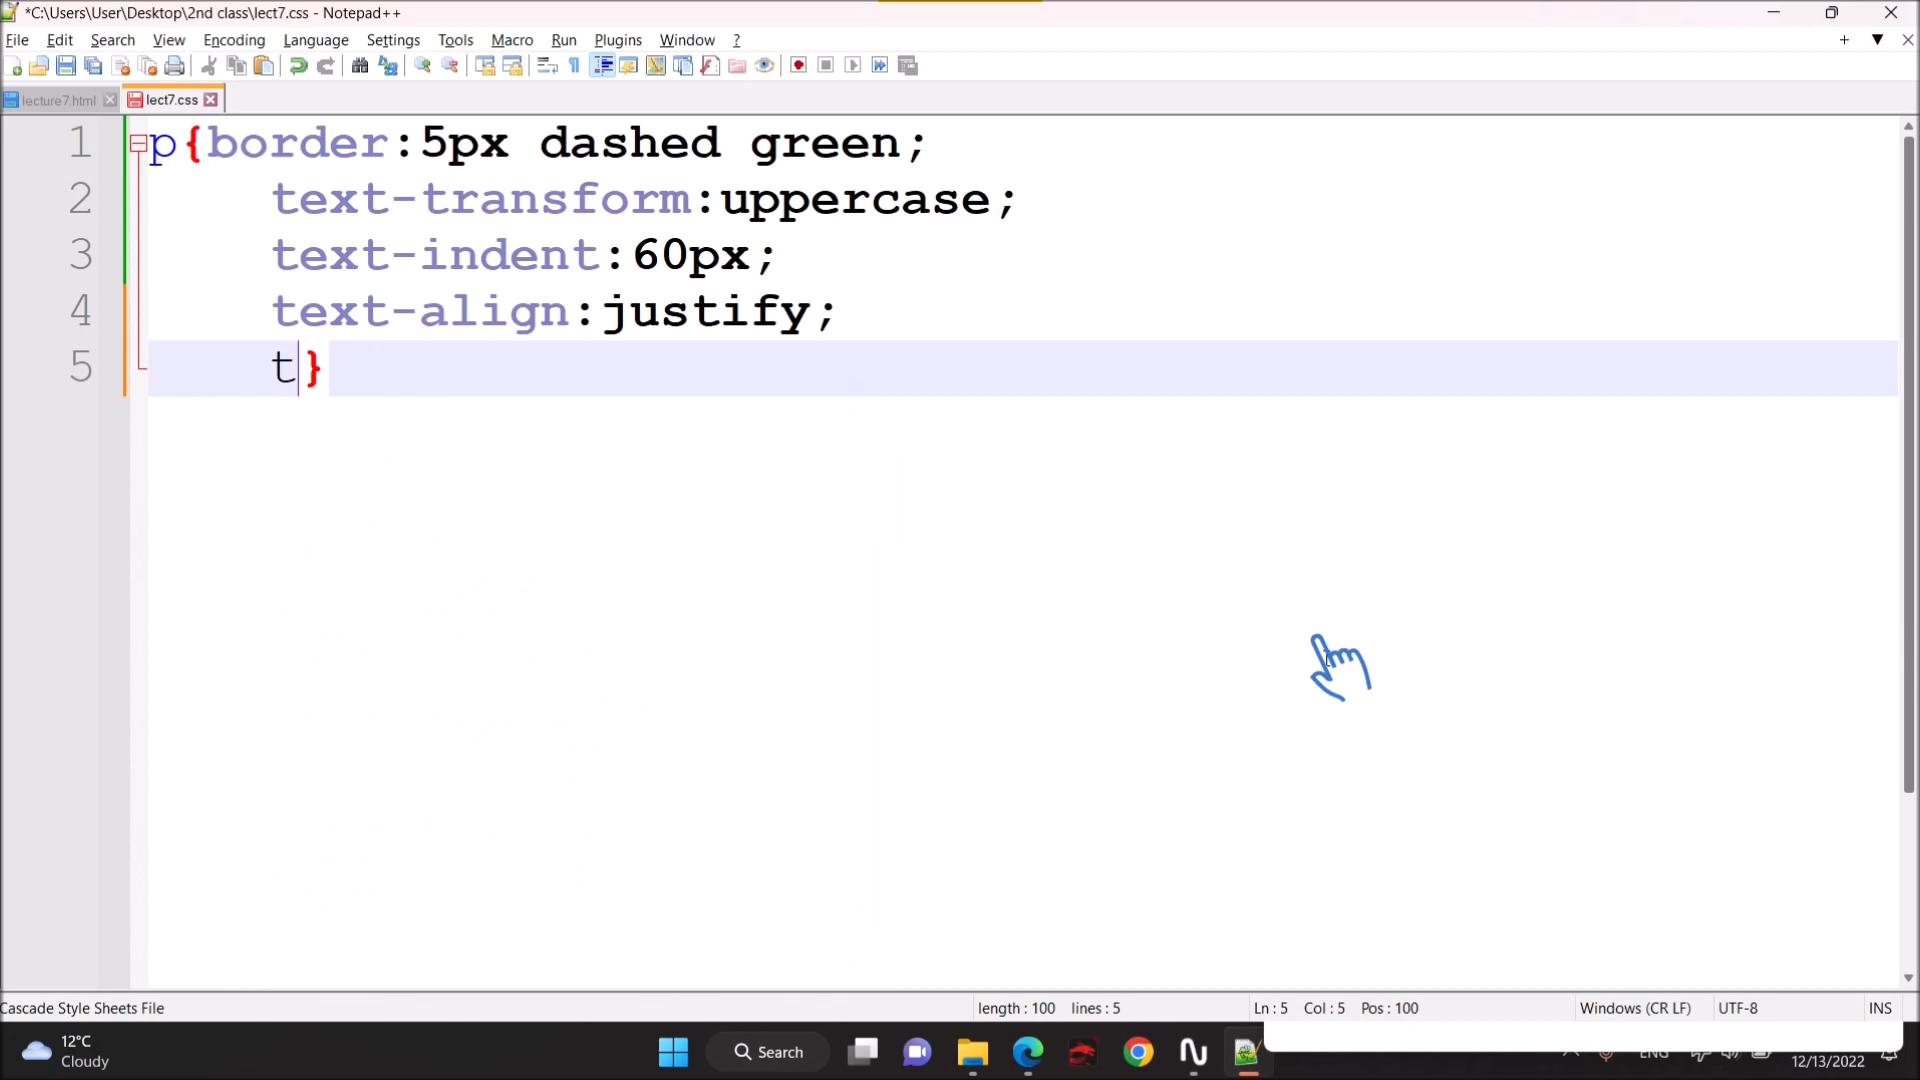 *C:\Users\User\Desktop\2nd class\lect7.css - Notepad++
File Edit Search View Encoding Language Settings Tools Macro Run Plugins Window ?
lecture7.html lect7.css
1 p{border:5px dashed green;
2 text-transform:uppercase;
3 text-indent:60px;
4 text-align:justify;
5 t}
Cascade Style Sheets File length : 100 lines : 5 Ln : 5 Col : 5 Pos : 100 Windows (CR LF) UTF-8 INS
12°C
Cloudy
Search
ENG
12/13/2022